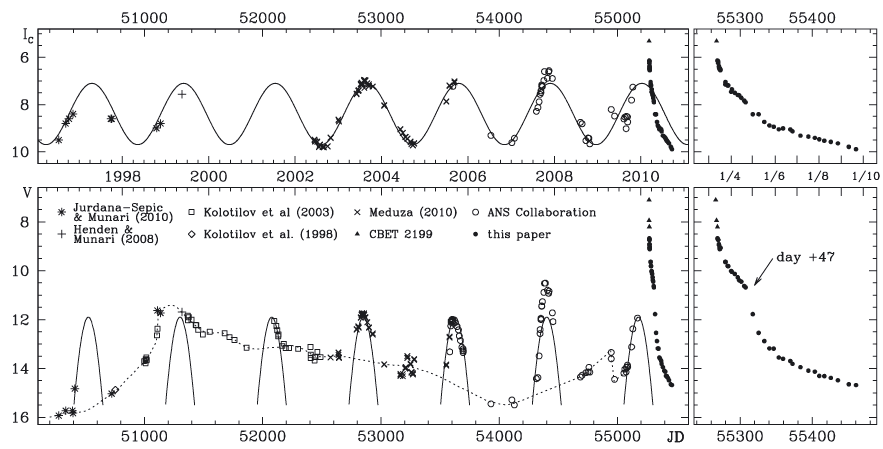 51000 52000 53000 54000 55000 55300 55400
I_C
6
8
10
1998 2000 2002 2004 2006 2008 2010 1/4 1/6 1/8 1/10
V
8
10
12
14
16
Jurdana-Sepic & Munari (2010)
Henden & Munari (2008)
Kolotilov et al (2003)
Kolotilov et al. (1998)
Meduza (2010)
CBET 2199
ANS Collaboration
this paper
day +47
51000 52000 53000 54000 55000 JD 55300 55400